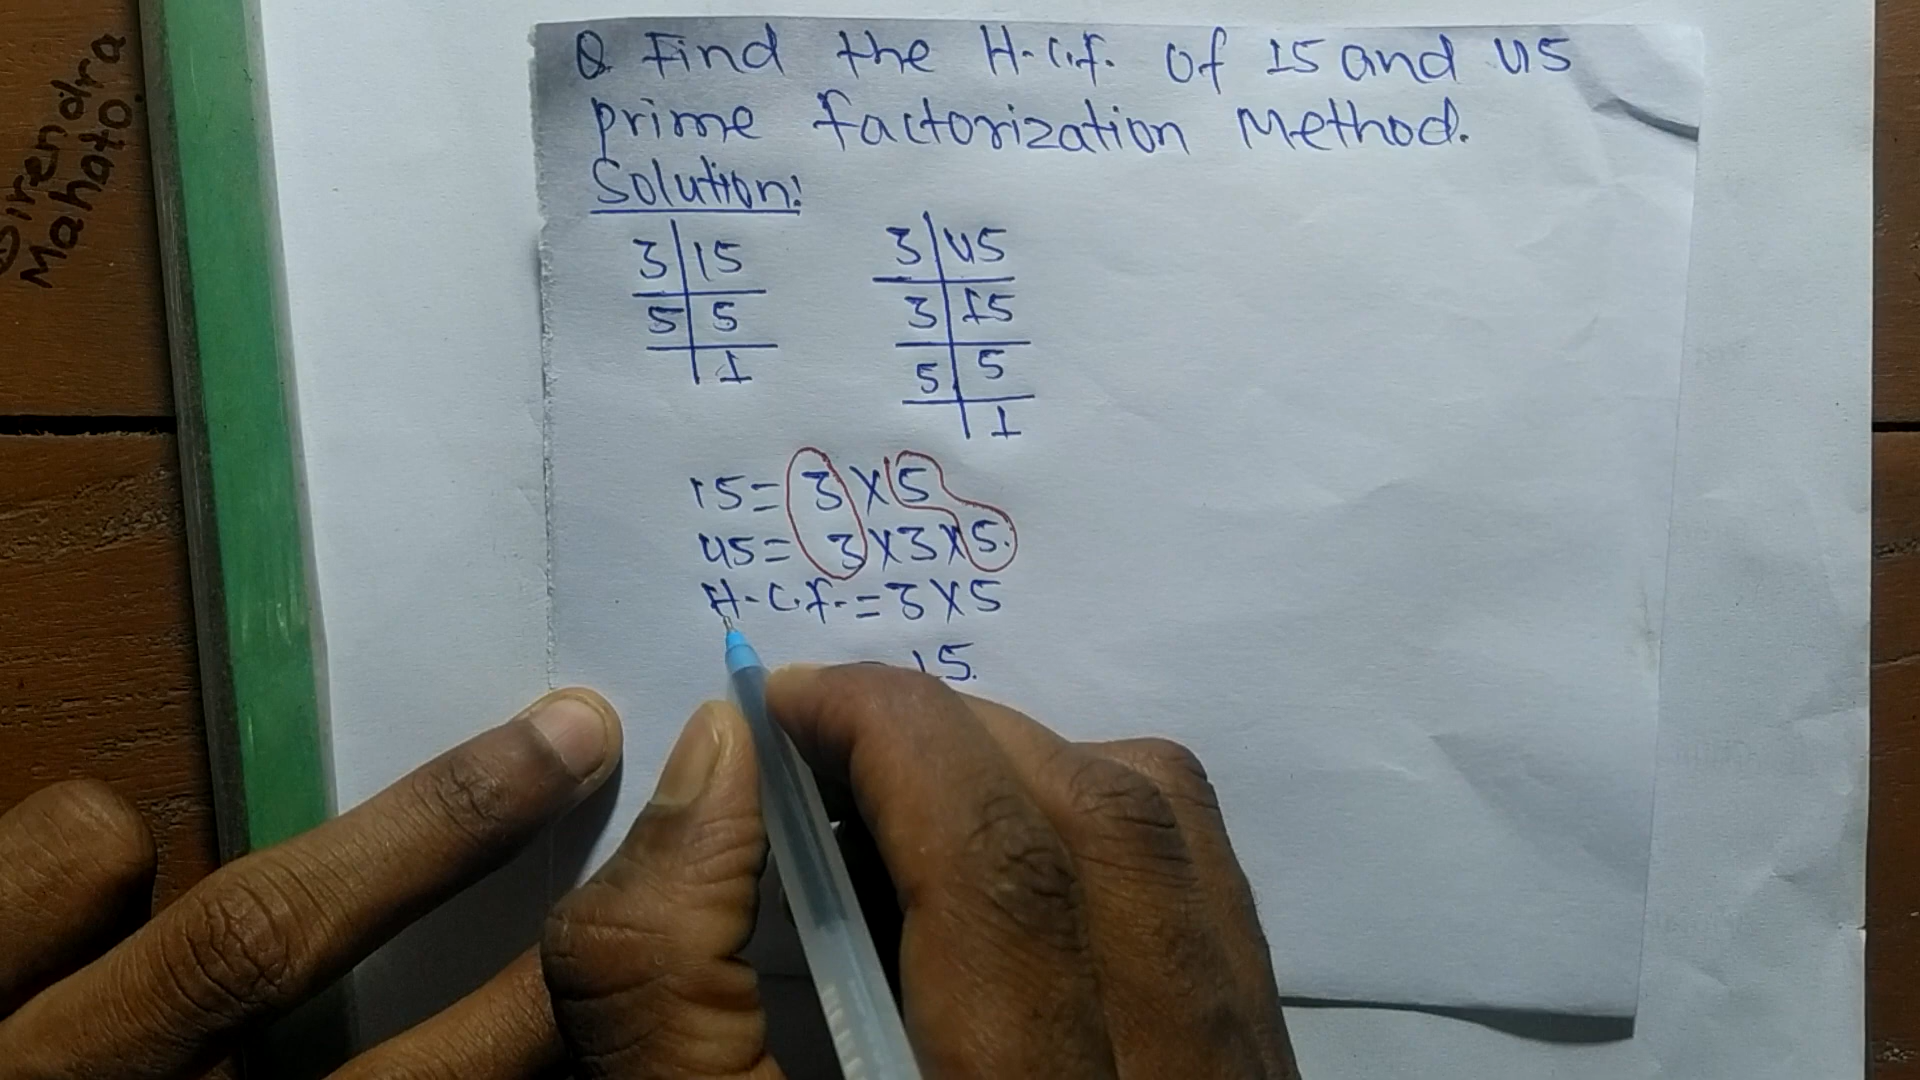 Q Find the H.C.f. of 15 and 45
prime factorization Method.
Solution:
3 | 15
5 | 5
1
3 | 45
3 | 15
5 | 5
1
15 = 3 × 5
45 = 3 × 3 × 5.
H.C.f. = 3 × 5
= 15.
Direndra
Mahato.